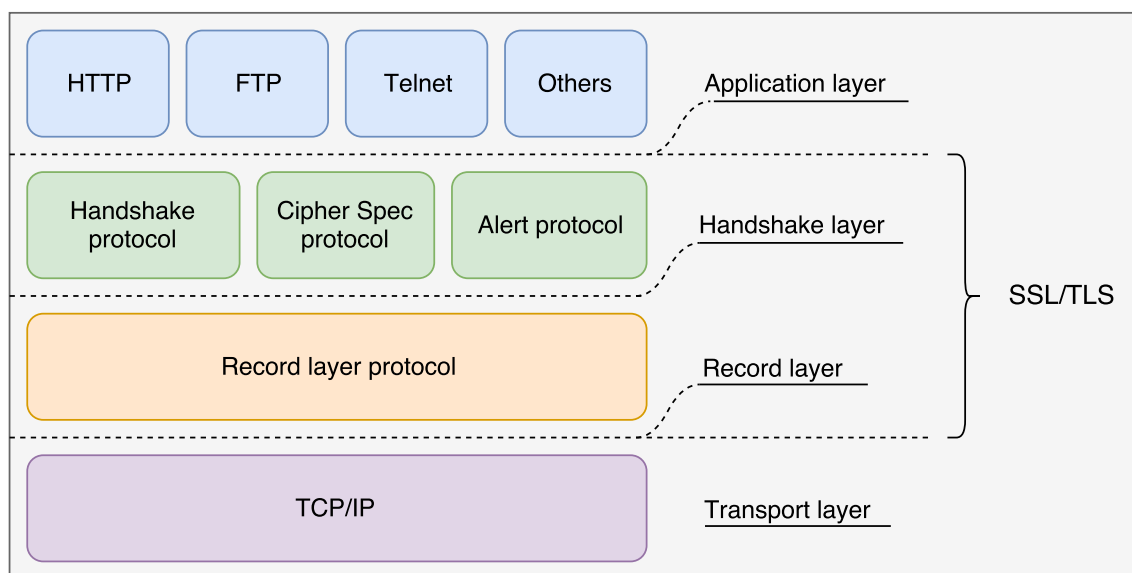 HTTP
FTP
Telnet
Others
Application layer
Handshake
protocol
Cipher Spec
protocol
Alert protocol
Handshake layer
SSL/TLS
Record layer protocol
Record layer
TCP/IP
Transport layer